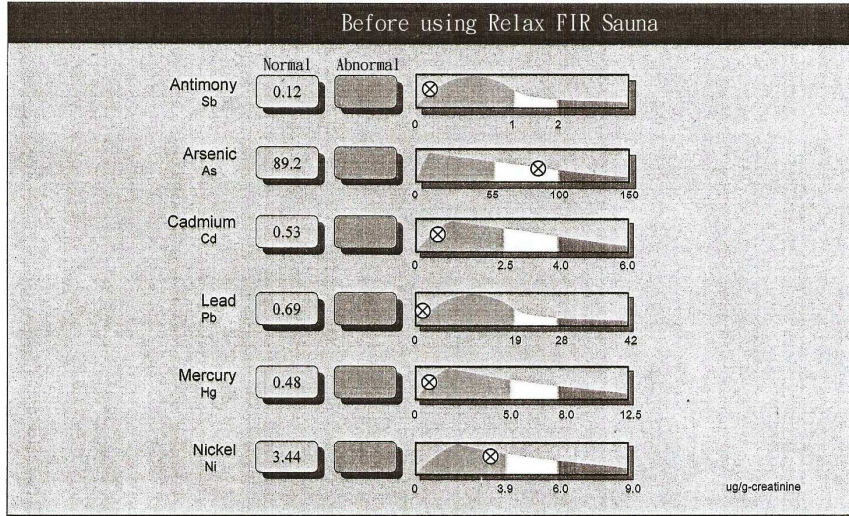 Before using Relax FIR Sauna
Normal Abnormal
Antimony
Sb
0.12
0 1 2
Arsenic
As
89.2
0 55 100 150
Cadmium
Cd
0.53
0 2.5 4.0 6.0
Lead
Pb
0.69
0 19 28 42
Mercury
Hg
0.48
0 5.0 8.0 12.5
Nickel
Ni
3.44
0 3.9 6.0 9.0
ug/g-creatinine